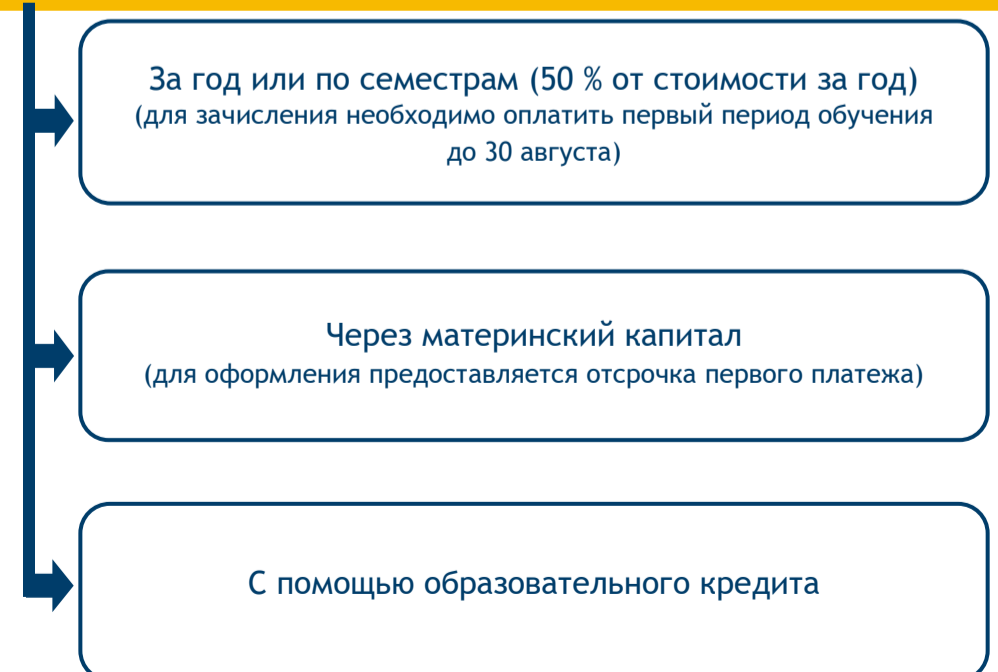 За год или по семестрам (50 % от стоимости за год)
(для зачисления необходимо оплатить первый период обучения
до 30 августа)
Через материнский капитал
(для оформления предоставляется отсрочка первого платежа)
С помощью образовательного кредита